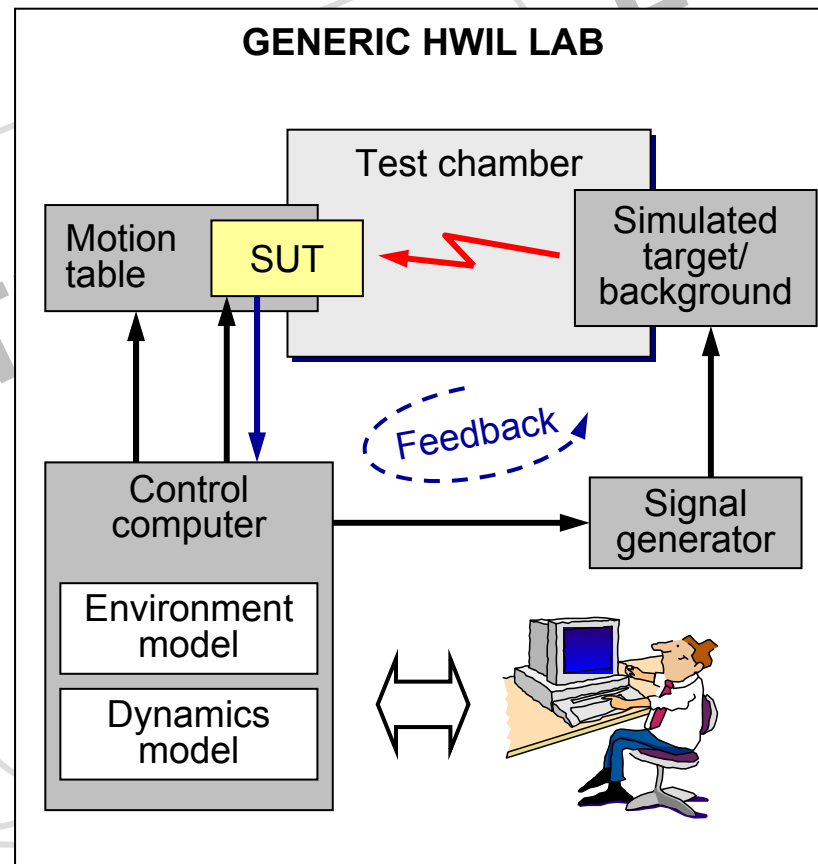 GENERIC HWIL LAB
Test chamber
Motion
table
SUT
Simulated
target/
background
Feedback
Control
computer
Signal
generator
Environment
model
Dynamics
model